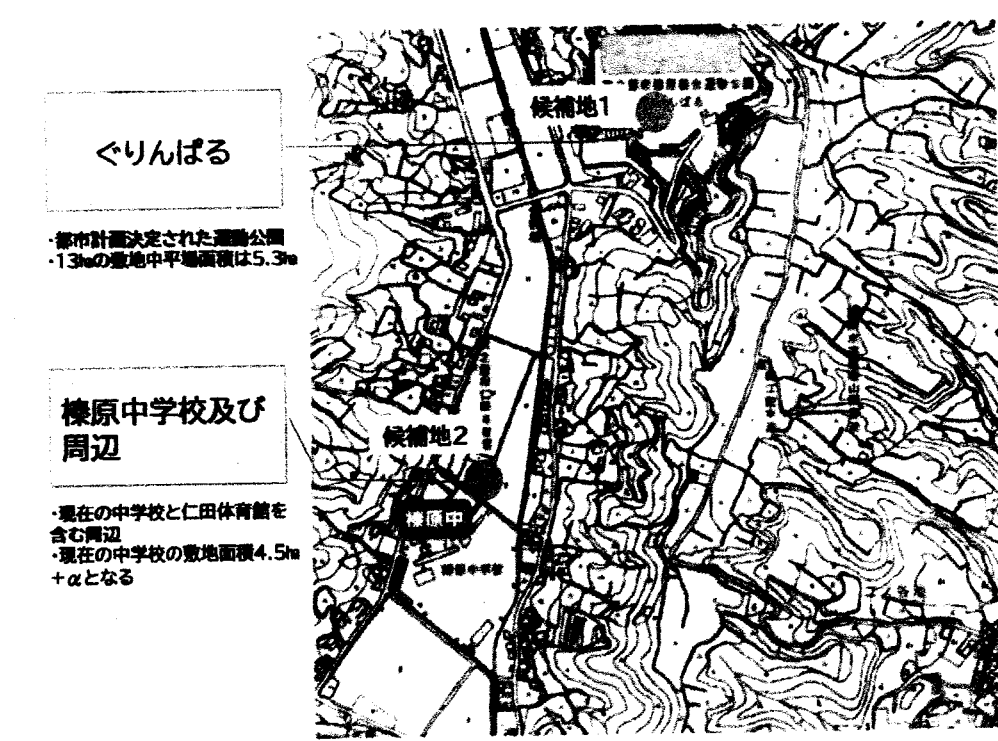 ぐりんぱる
・都市計画決定された運動公園
・13haの敷地中平場面積は5.3ha
榛原中学校及び
周辺
・現在の中学校と仁田体育館を
含む周辺
・現在の中学校の敷地面積4.5ha
+αとなる
候補地1
候補地2
榛原中